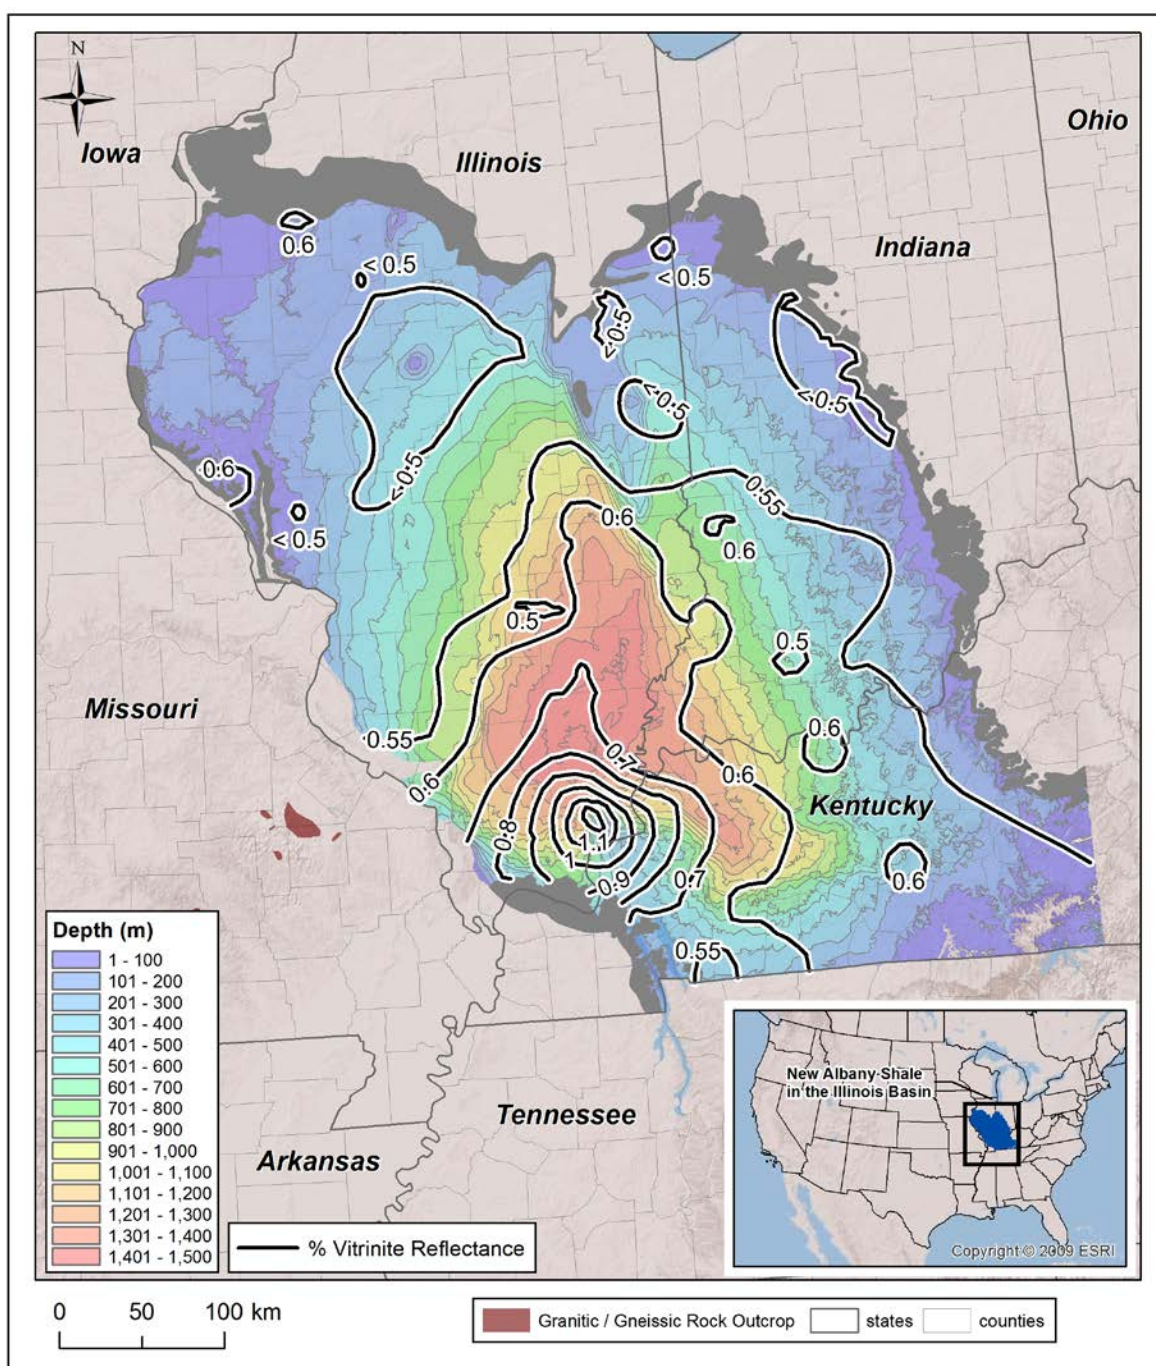 N
Iowa
Illinois
Ohio
Indiana
0.6
< 0.5
< 0.5
<0.5
<0.5
<0.5
<0.5
0.6
< 0.5
0.55
0.6
0.6
0.5
0.5
Missouri
0.55
0.6
0.7
0.6
0.6
Kentucky
0.8
1.1
1
0.9
0.7
0.6
0.55
Depth (m)
1 - 100
101 - 200
201 - 300
301 - 400
401 - 500
501 - 600
601 - 700
701 - 800
801 - 900
901 - 1,000
1,001 - 1,100
1,101 - 1,200
1,201 - 1,300
1,301 - 1,400
1,401 - 1,500
Tennessee
Arkansas
% Vitrinite Reflectance
New Albany Shale
in the Illinois Basin
Copyright © 2009 ESRI
0 50 100 km
Granitic / Gneissic Rock Outcrop
states
counties